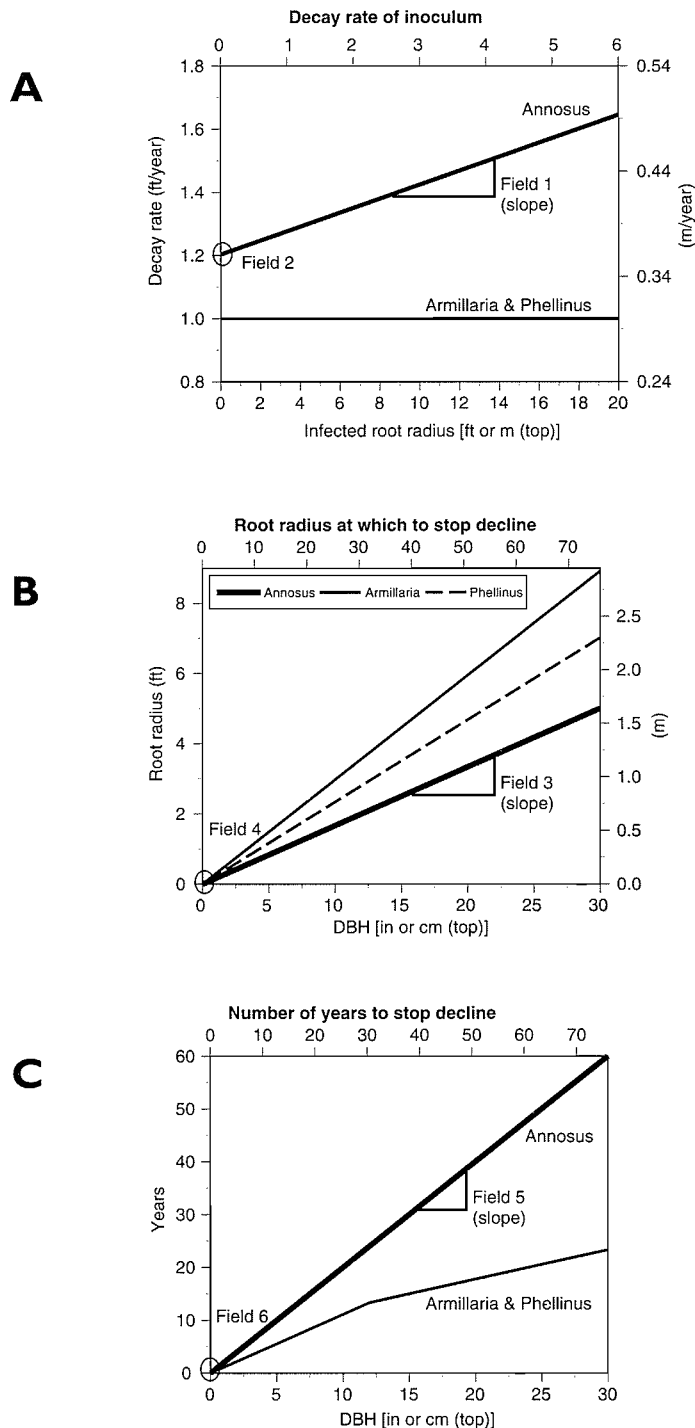 A
Decay rate of inoculum
0 1 2 3 4 5 6
1.8
1.6
1.4
1.2
1.0
0.8
Decay rate (ft/year)
0.54
0.44
0.34
0.24
(m/year)
Annosus
Field 1
(slope)
Field 2
Armillaria & Phellinus
0 2 4 6 8 10 12 14 16 18 20
Infected root radius [ft or m (top)]
B
Root radius at which to stop decline
0 10 20 30 40 50 60 70
Annosus Armillaria Phellinus
8
6
4
2
0
Root radius (ft)
2.5
2.0
1.5
1.0
0.5
0.0
(m)
Field 3
(slope)
Field 4
0 5 10 15 20 25 30
DBH [in or cm (top)]
C
Number of years to stop decline
0 10 20 30 40 50 60 70
60
50
40
30
20
10
0
Years
Annosus
Field 5
(slope)
Field 6
Armillaria & Phellinus
0 5 10 15 20 25 30
DBH [in or cm (top)]